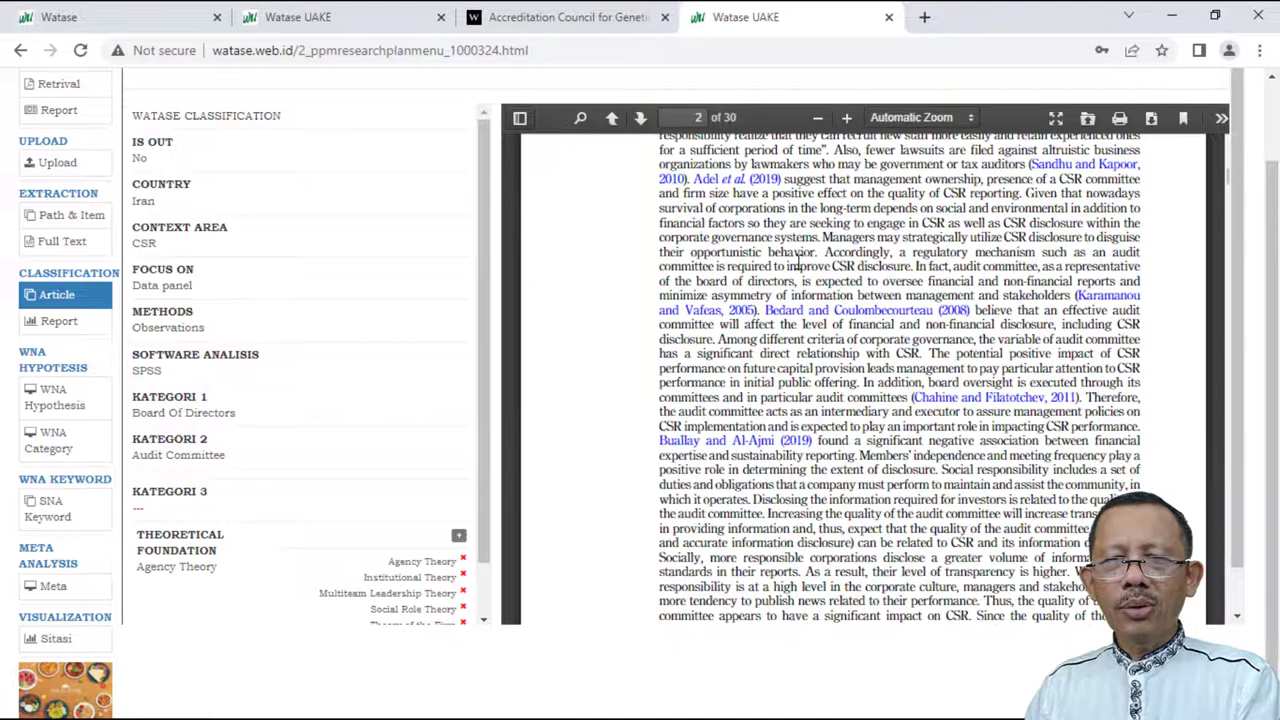 Watase
Watase UAKE
Accreditation Council for Geneti
Watase UAKE
Not secure
watase.web.id/2_ppmresearchplanmenu_1000324.html
Retrival
Report
UPLOAD
Upload
EXTRACTION
Path & Item
Full Text
CLASSIFICATION
Article
Report
WNA
HYPOTESIS
WNA
Hypothesis
WNA
Category
WNA KEYWORD
SNA
Keyword
META
ANALYSIS
Meta
VISUALIZATION
Sitasi
WATASE CLASSIFICATION
IS OUT
No
COUNTRY
Iran
CONTEXT AREA
CSR
FOCUS ON
Data panel
METHODS
Observations
SOFTWARE ANALISIS
SPSS
KATEGORI 1
Board Of Directors
KATEGORI 2
Audit Committee
KATEGORI 3
---
THEORETICAL
FOUNDATION
Agency Theory
Agency Theory
Institutional Theory
Multiteam Leadership Theory
Social Role Theory
Theory of the Firm
2 of 30
Automatic Zoom
responsibility realize that they can recruit new staff more easily and retain experienced ones
for a sufficient period of time”. Also, fewer lawsuits are filed against altruistic business
organizations by lawmakers who may be government or tax auditors (Sandhu and Kapoor,
2010). Adel et al. (2019) suggest that management ownership, presence of a CSR committee
and firm size have a positive effect on the quality of CSR reporting. Given that nowadays
survival of corporations in the long-term depends on social and environmental in addition to
financial factors so they are seeking to engage in CSR as well as CSR disclosure within the
corporate governance systems. Managers may strategically utilize CSR disclosure to disguise
their opportunistic behavior. Accordingly, a regulatory mechanism such as an audit
committee is required to improve CSR disclosure. In fact, audit committee, as a representative
of the board of directors, is expected to oversee financial and non-financial reports and
minimize asymmetry of information between management and stakeholders (Karamanou
and Vafeas, 2005). Bedard and Coulombecourteau (2008) believe that an effective audit
committee will affect the level of financial and non-financial disclosure, including CSR
disclosure. Among different criteria of corporate governance, the variable of audit committee
has a significant direct relationship with CSR. The potential positive impact of CSR
performance on future capital provision leads management to pay particular attention to CSR
performance in initial public offering. In addition, board oversight is executed through its
committees and in particular audit committees (Chahine and Filatotchev, 2011). Therefore,
the audit committee acts as an intermediary and executor to assure management policies on
CSR implementation and is expected to play an important role in impacting CSR performance.
Buallay and Al-Ajmi (2019) found a significant negative association between financial
expertise and sustainability reporting. Members’ independence and meeting frequency play a
positive role in determining the extent of disclosure. Social responsibility includes a set of
duties and obligations that a company must perform to maintain and assist the community, in
which it operates. Disclosing the information required for investors is related to the
the audit committee. Increasing the quality of the audit committee will increase
in providing information and, thus, expect that the quality of the audit committee
and accurate information disclosure) can be related to CSR and its information
Socially, more responsible corporations disclose a greater volume of
standards in their reports. As a result, their level of transparency is higher.
responsibility is at a high level in the corporate culture, managers and
more tendency to publish news related to their performance. Thus, the quality of
committee appears to have a significant impact on CSR. Since the quality of the